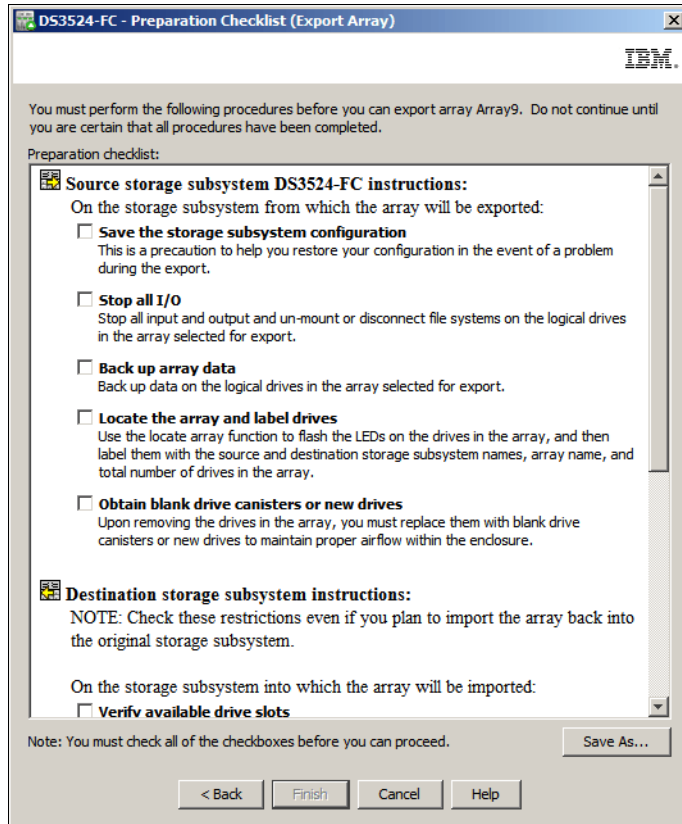 DS3524-FC - Preparation Checklist (Export Array)
IBM.
You must perform the following procedures before you can export array Array9. Do not continue until
you are certain that all procedures have been completed.
Preparation checklist:
Source storage subsystem DS3524-FC instructions:
On the storage subsystem from which the array will be exported:
Save the storage subsystem configuration
This is a precaution to help you restore your configuration in the event of a problem
during the export.
Stop all I/O
Stop all input and output and un-mount or disconnect file systems on the logical drives
in the array selected for export.
Back up array data
Back up data on the logical drives in the array selected for export.
Locate the array and label drives
Use the locate array function to flash the LEDs on the drives in the array, and then
label them with the source and destination storage subsystem names, array name, and
total number of drives in the array.
Obtain blank drive canisters or new drives
Upon removing the drives in the array, you must replace them with blank drive
canisters or new drives to maintain proper airflow within the enclosure.
Destination storage subsystem instructions:
NOTE: Check these restrictions even if you plan to import the array back into
the original storage subsystem.
On the storage subsystem into which the array will be imported:
Verify available drive slots
Note: You must check all of the checkboxes before you can proceed.
Save As...
< Back
Finish
Cancel
Help